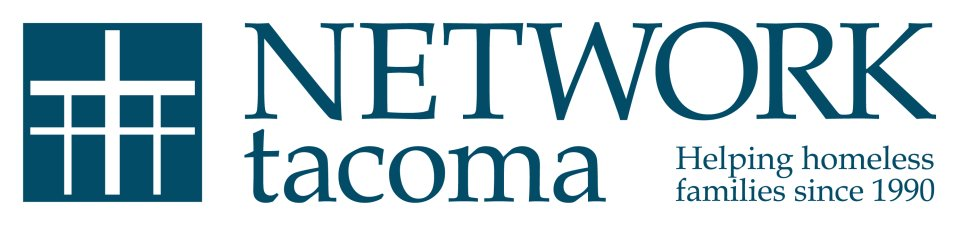 NETWORK
tacoma
Helping homeless
families since 1990